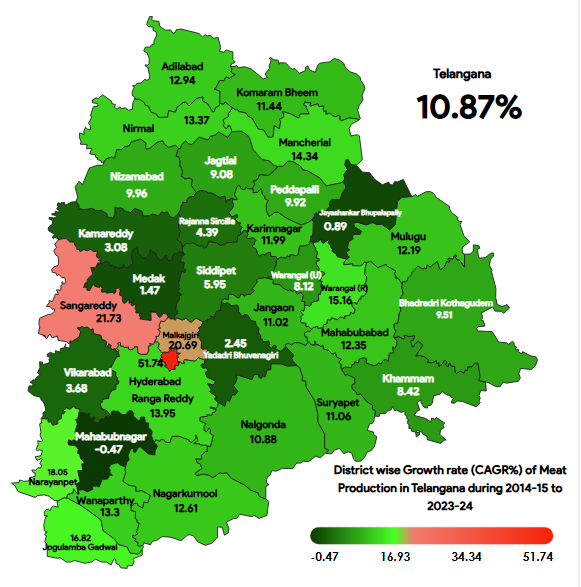 Telangana
10.87%
Adilabad
12.94
Komaram Bheem
11.44
Nirmal
13.37
Mancherial
14.34
Jagtial
9.08
Nizamabad
9.96
Peddapalli
9.92
Rajanna Sircilla
4.39
Jayashankar Bhupalapally
0.89
Kamareddy
3.08
Karimnagar
11.99
Mulugu
12.19
Medak
1.47
Siddipet
5.95
Warangal (U)
8.12
Warangal (R)
15.16
Sangareddy
21.73
Jangaon
11.02
Bhadradri Kothagudem
9.51
Malkajgiri
20.69
2.45
Yadadri Bhuvanagiri
Mahabubabad
12.35
51.74
Hyderabad
Vikarabad
3.68
Ranga Reddy
13.95
Khammam
8.42
Suryapet
11.06
Nalgonda
10.88
Mahabubnagar
-0.47
18.05
Narayanpet
Wanaparthy
13.3
Nagarkurnool
12.61
16.82
Jogulamba Gadwal
District wise Growth rate (CAGR%) of Meat
Production in Telangana during 2014-15 to
2023-24
-0.47 16.93 34.34 51.74